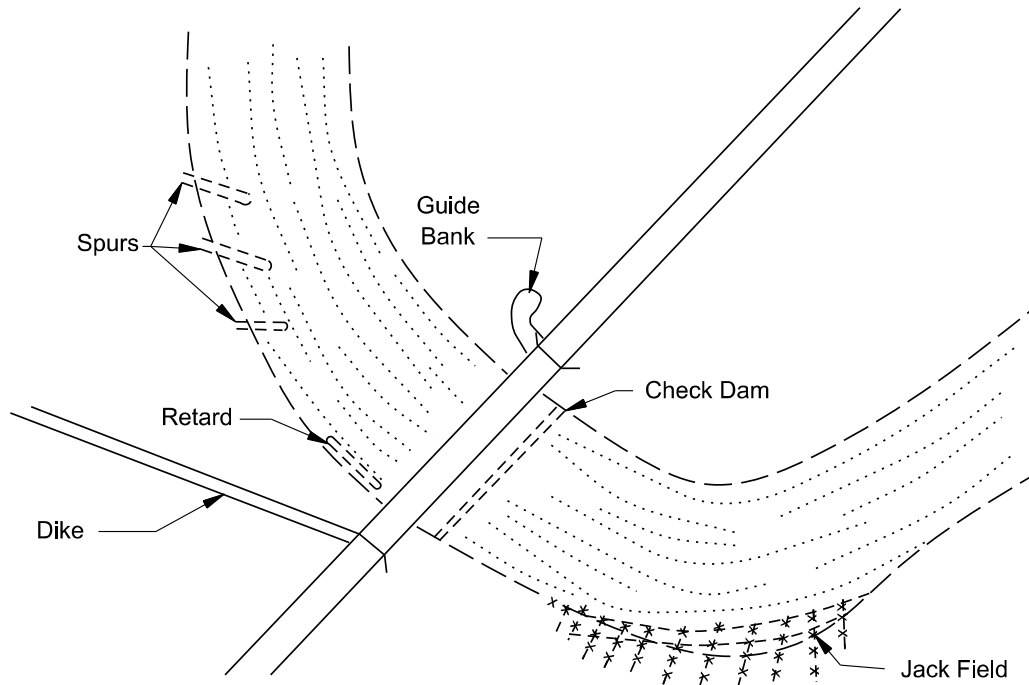 Guide
Bank
Spurs
Check Dam
Retard
Dike
Jack Field